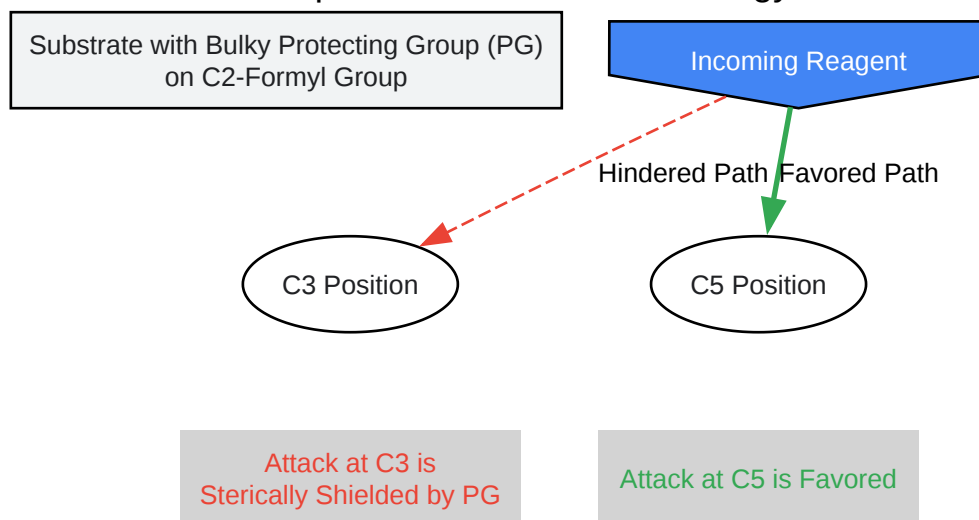 Substrate with Bulky Protecting Group (PG)
on C2-Formyl Group
Incoming Reagent
Hindered Path
Favored Path
C3 Position
C5 Position
Attack at C3 is
Sterically Shielded by PG
Attack at C5 is Favored